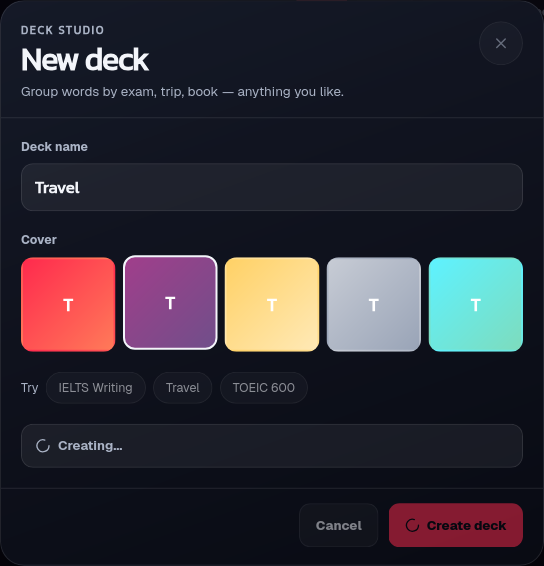 DECK STUDIO
New deck
Group words by exam, trip, book — anything you like.
Deck name
Travel
Cover
T T T T T
Try IELTS Writing Travel TOEIC 600
Creating...
Cancel Create deck